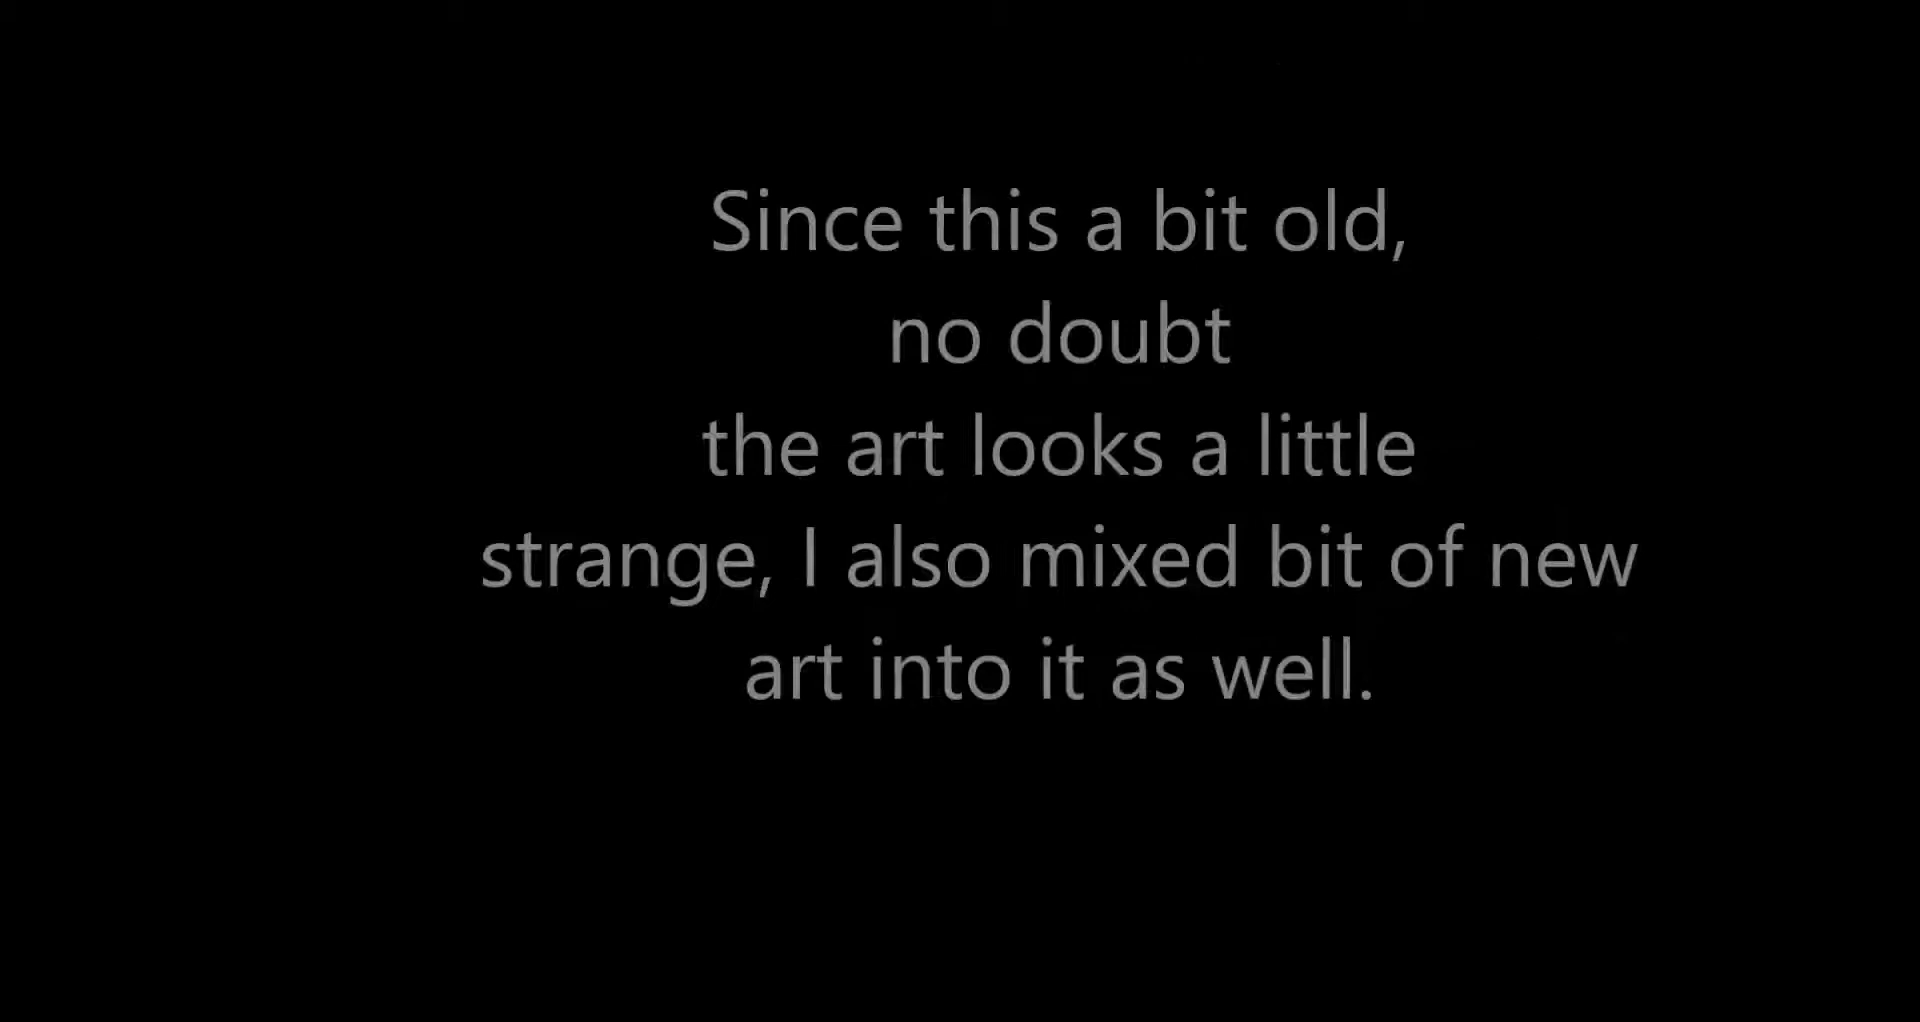 Since this a bit old,
no doubt
the art looks a little
strange, I also mixed bit of new
art into it as well.